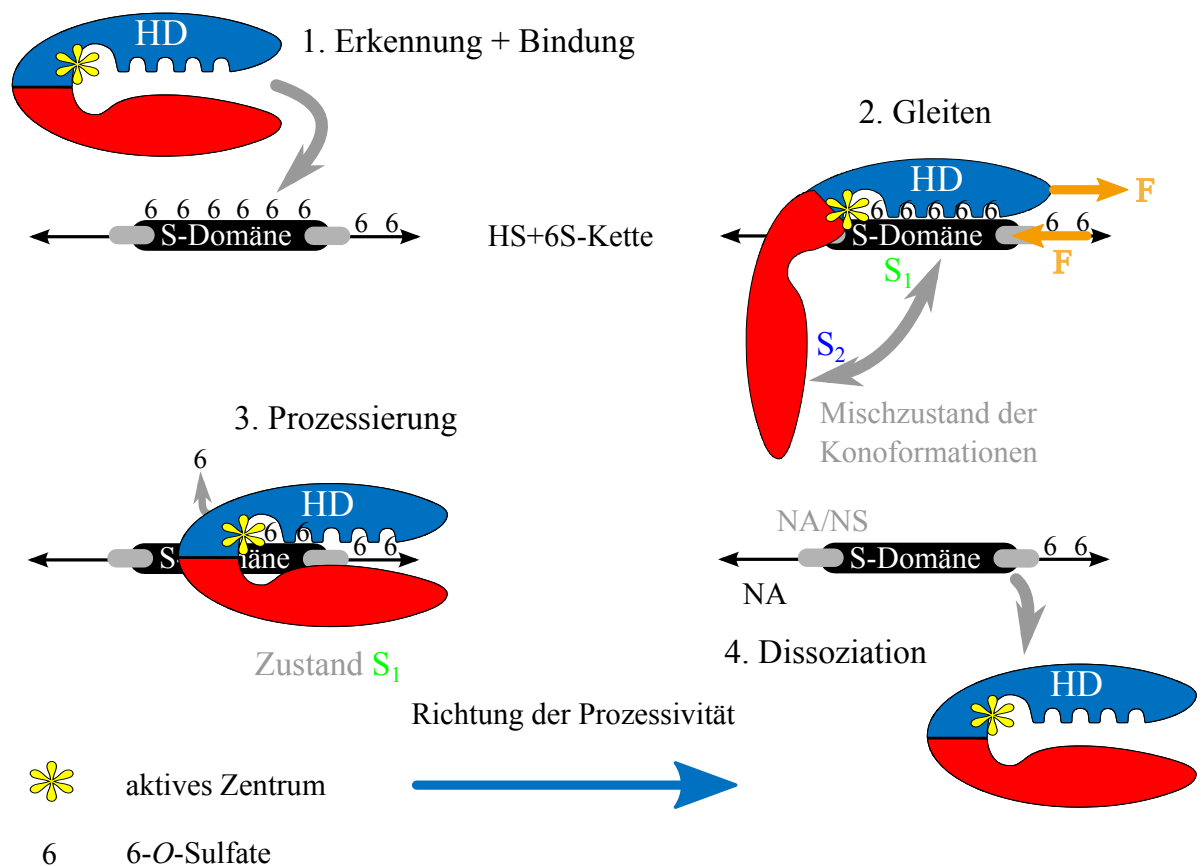 HD
1. Erkennung + Bindung
6 6 6 6 6 6 6 6
S-Domäne
HS+6S-Kette
2. Gleiten
HD
F
6 6 6 6 6 6 6
S-Domäne
F
S1
S2
Mischzustand der
Konoformationen
3. Prozessierung
6
HD
6 6 6 6
S-Domäne
Zustand S1
NA/NS
6 6
S-Domäne
NA
4. Dissoziation
HD
Richtung der Prozessivität
aktives Zentrum
6 6-O-Sulfate